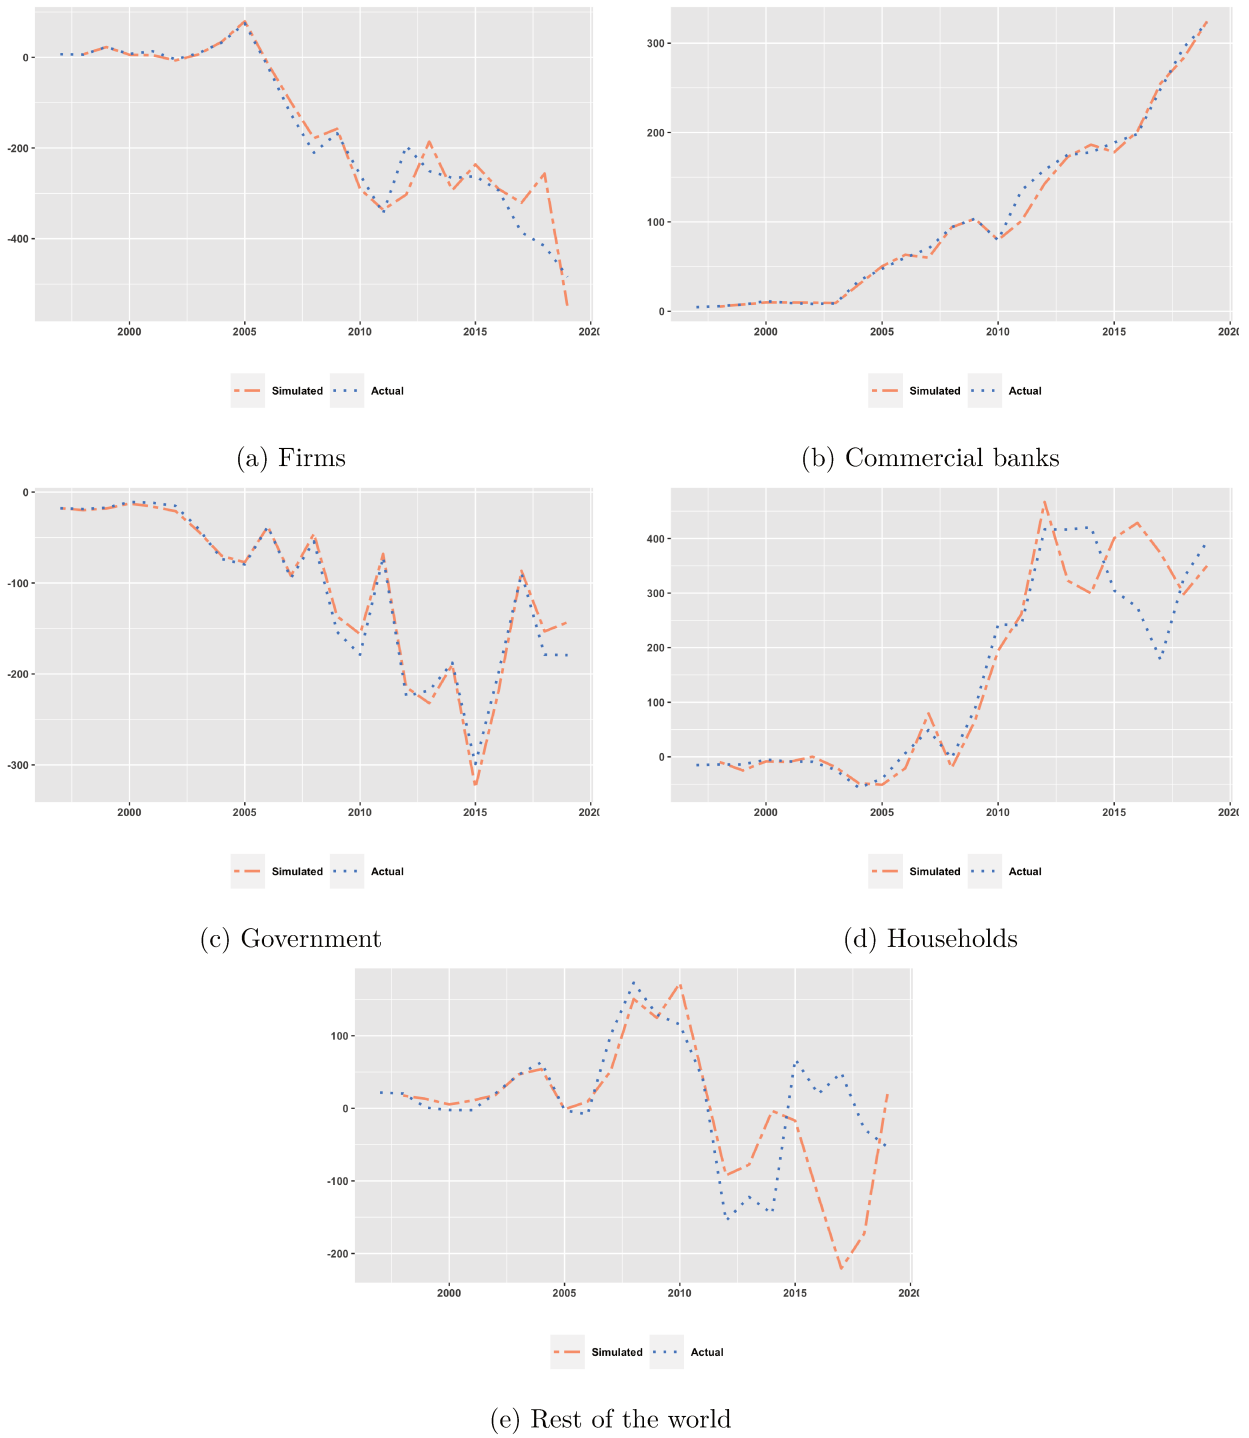 0
-200
-400
2000 2005 2010 2015 2020
Simulated Actual
(a) Firms
300
200
100
0
2000 2005 2010 2015 2020
Simulated Actual
(b) Commercial banks
0
-100
-200
-300
2000 2005 2010 2015 2020
Simulated Actual
(c) Government
400
300
200
100
0
2000 2005 2010 2015 2020
Simulated Actual
(d) Households
100
0
-100
-200
2000 2005 2010 2015 2020
Simulated Actual
(e) Rest of the world